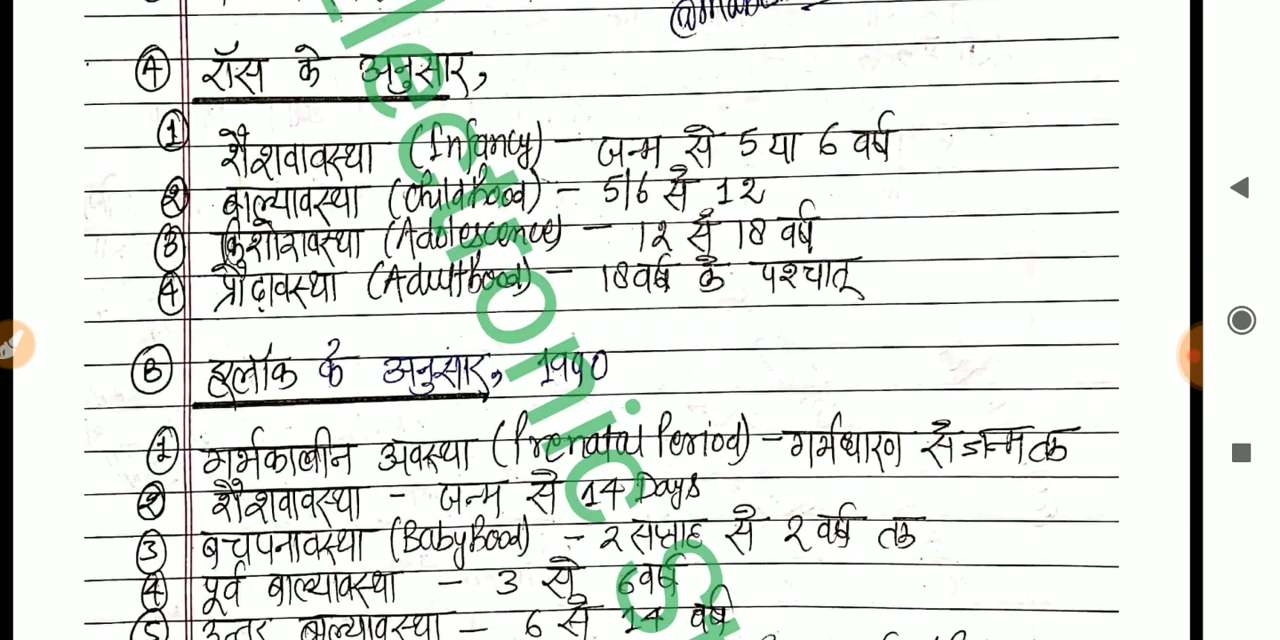 @Mar
A रॉस के अनुसार,
1 शैशवावस्था (Infancy) - जन्म से 5 या 6 वर्ष
2 बाल्यावस्था (Childhood) - 5/6 से 12
3 किशोरावस्था (Adolescence) - 12 से 18 वर्ष
4 प्रौढ़ावस्था (Adulthood) - 18 वर्ष के पश्चात्
B हरलॉक के अनुसार, 1990
1 गर्भकालीन अवस्था (Prenatal Period) - गर्भधारण से जन्म तक
2 शैशवावस्था - जन्म से 14 Days
3 बचपनावस्था (Babyhood) - 2 सप्ताह से 2 वर्ष तक
4 पूर्व बाल्यावस्था - 3 से 6 वर्ष
5 उत्तर बाल्यावस्था - 6 से 14 वर्ष
lectronics S